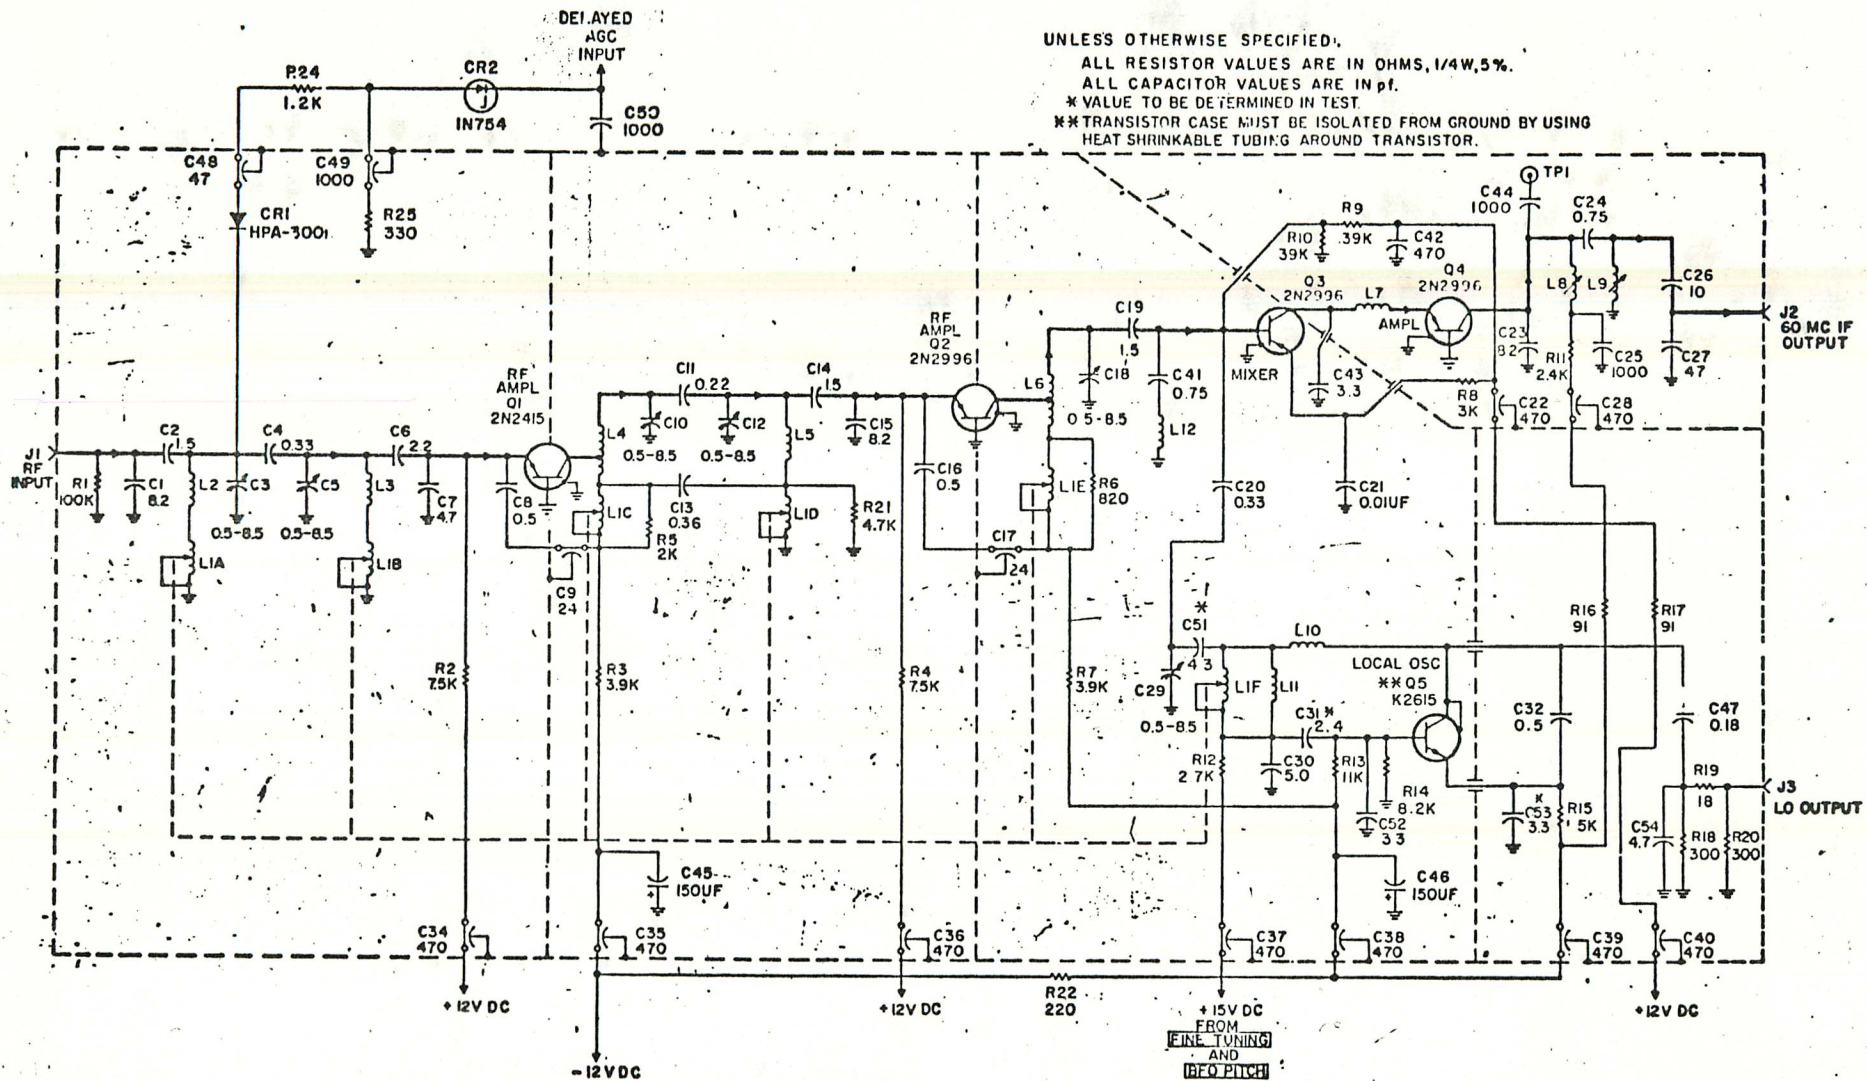 DELAYED
AGC
INPUT
UNLESS OTHERWISE SPECIFIED,
ALL RESISTOR VALUES ARE IN OHMS, 1/4W, 5%.
ALL CAPACITOR VALUES ARE IN pf.
* VALUE TO BE DETERMINED IN TEST.
** TRANSISTOR CASE MUST BE ISOLATED FROM GROUND BY USING
HEAT SHRINKABLE TUBING AROUND TRANSISTOR.
R24
1.2K
CR2
IN754
C50
1000
C48
47
C49
1000
CR1
HPA-3001
R25
330
TP1
C44
1000
C24
0.75
R9
.39K
R10
39K
C42
470
Q3
2N2996
L7
Q4
2N2996
AMPL
MIXER
L8
L9
C26
10
J2
60 MC IF
OUTPUT
C23
82
R11
2.4K
C25
1000
C27
47
C43
3.3
R8
3K
C22
470
C28
470
RF
AMPL
Q2
2N2996
C19
1.5
L6
C18
0.5-8.5
C41
0.75
L12
C11
0.22
C14
1.5
RF
AMPL
Q1
2N2415
L4
C10
0.5-8.5
C12
0.5-8.5
L5
C15
8.2
J1
RF
INPUT
C2
1.5
C4
0.33
C6
2.2
R1
100K
C1
8.2
L2
C3
0.5-8.5
C5
0.5-8.5
L3
C7
4.7
C8
0.5
L1C
C13
0.36
R5
2K
L1D
R21
4.7K
C16
0.5
L1E
R6
820
C20
0.33
C21
0.01UF
L1A
L1B
C9
24
C17
24
R16
91
R17
91
*
C51
4.3
L10
LOCAL OSC
** Q5
K2615
R2
7.5K
R3
3.9K
R4
7.5K
R7
3.9K
C29
0.5-8.5
L1F
L11
C31*
2.4
C32
0.5
C47
0.18
R12
2.7K
C30
5.0
R13
11K
R14
8.2K
C52
3.3
*
C53
3.3
R15
1.5K
R19
18
J3
LO OUTPUT
C54
4.7
R18
300
R20
300
C45
150UF
C46
150UF
C34
470
C35
470
C36
470
C37
470
C38
470
C39
470
C40
470
R22
220
+12V DC
+12V DC
+15V DC
FROM
FINE TUNING
AND
BFO PITCH
+12V DC
-12V DC